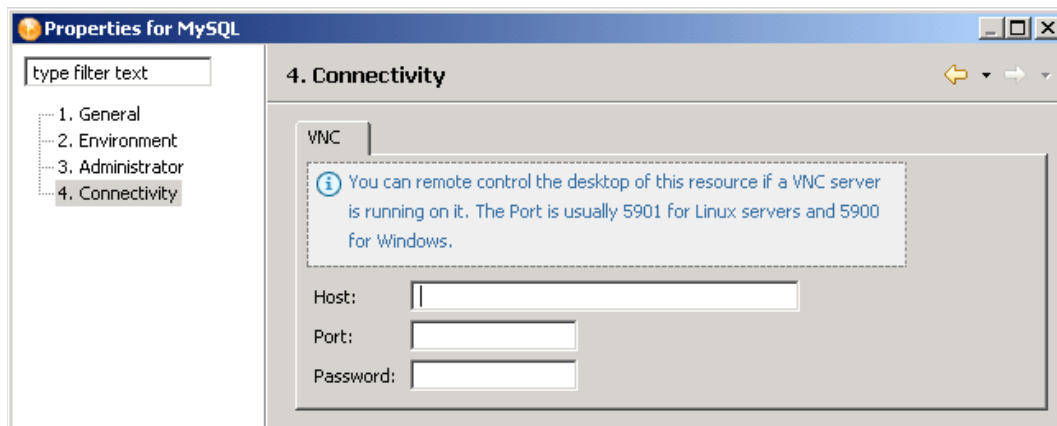 Properties for MySQL
type filter text
1. General
2. Environment
3. Administrator
4. Connectivity
4. Connectivity
VNC
You can remote control the desktop of this resource if a VNC server
is running on it. The Port is usually 5901 for Linux servers and 5900
for Windows.
Host:
Port:
Password: